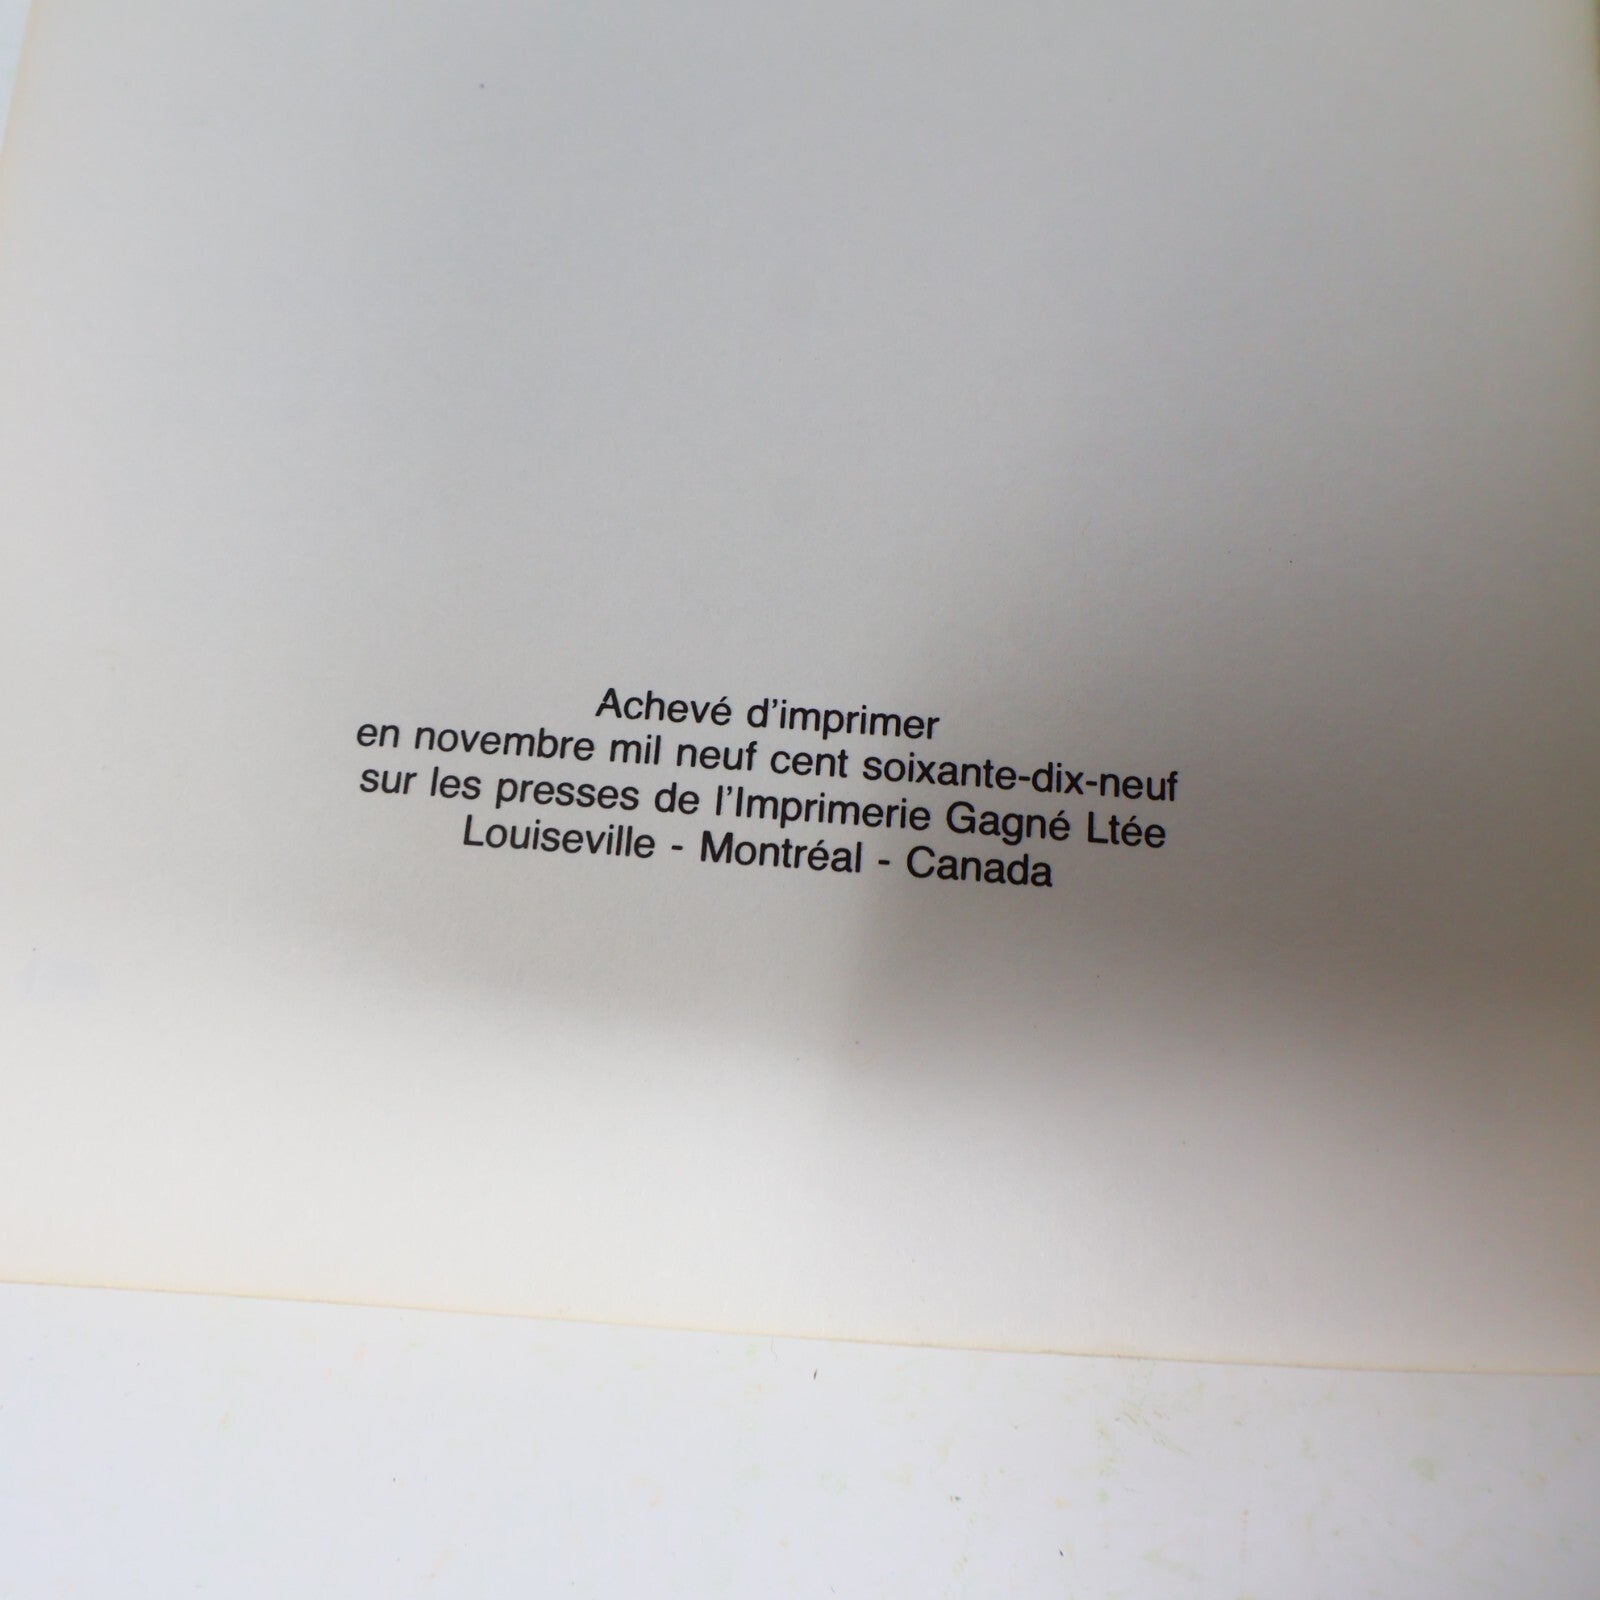 Achevé d'imprimer
en novembre mil neuf cent soixante-dix-neuf
sur les presses de l'Imprimerie Gagné Ltée
Louiseville - Montréal - Canada